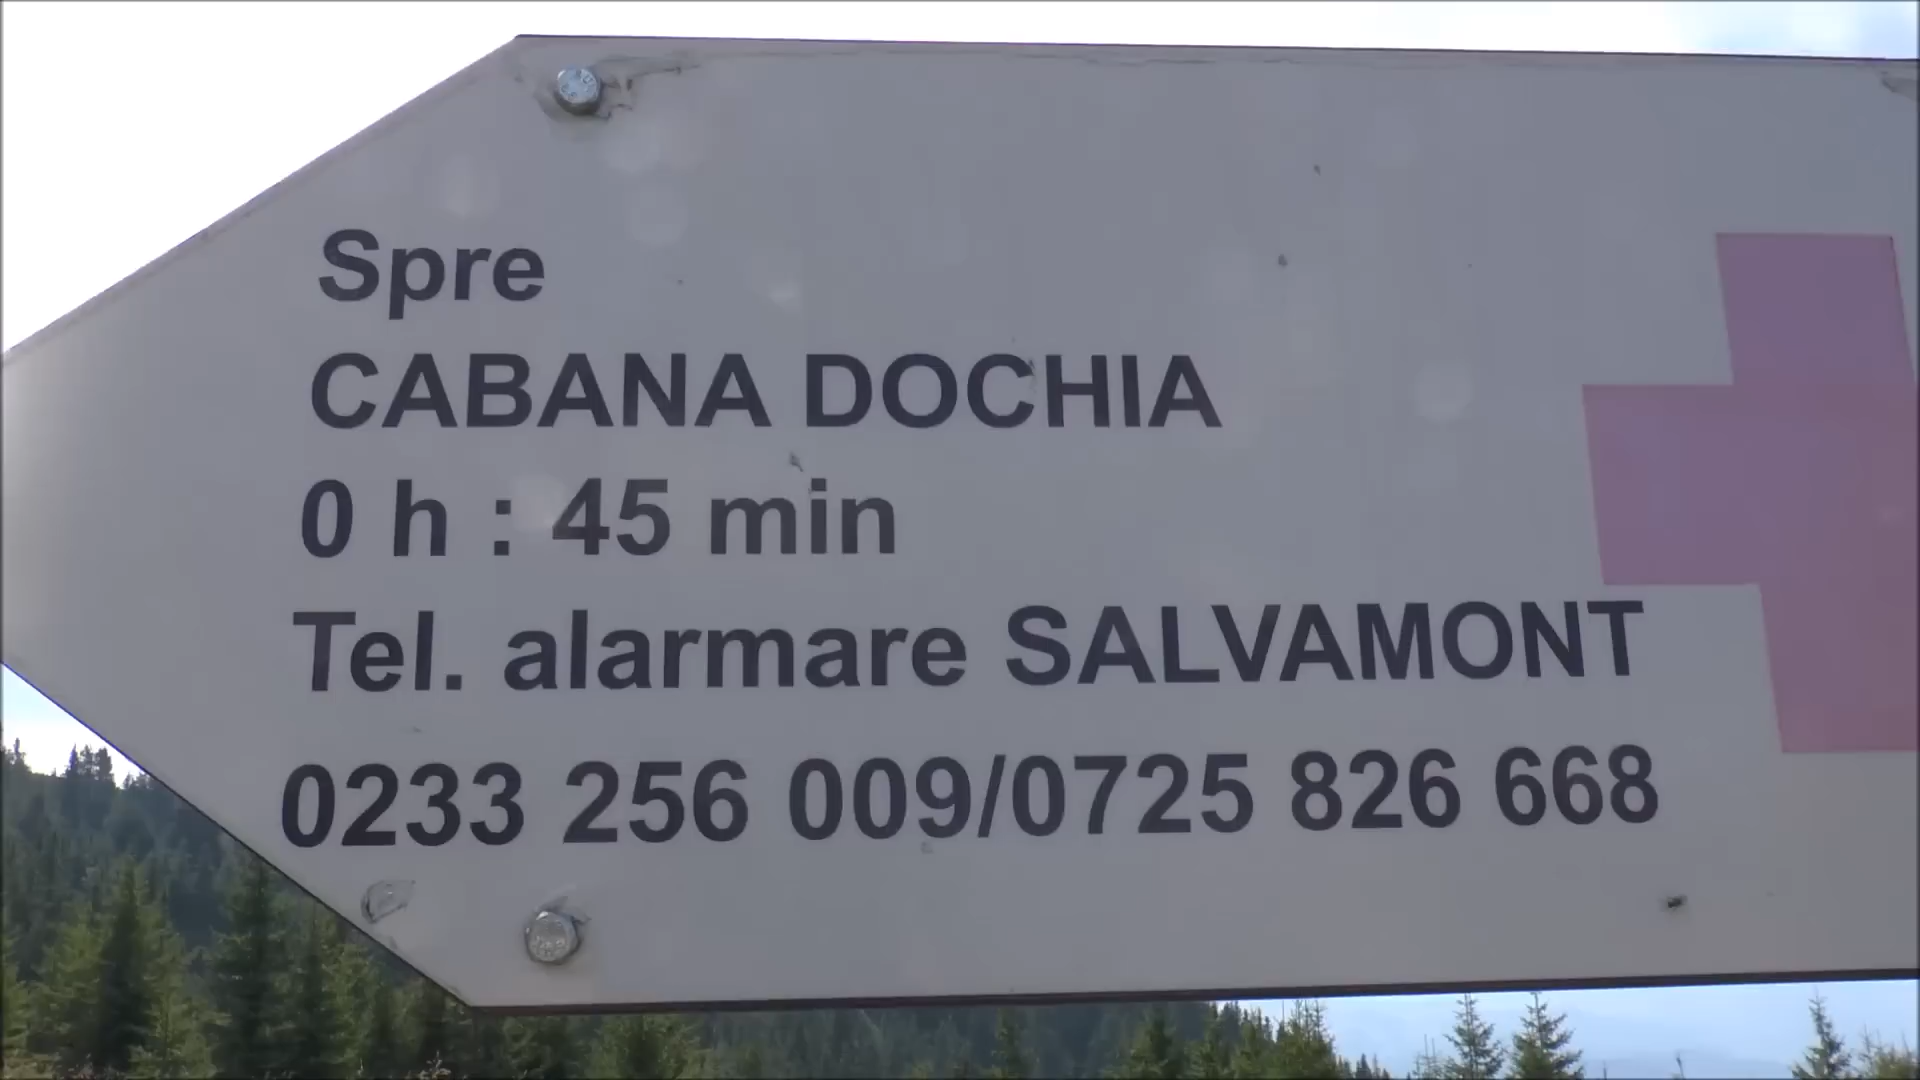 Spre
CABANA DOCHIA
0 h : 45 min
Tel. alarmare SALVAMONT
0233 256 009/0725 826 668